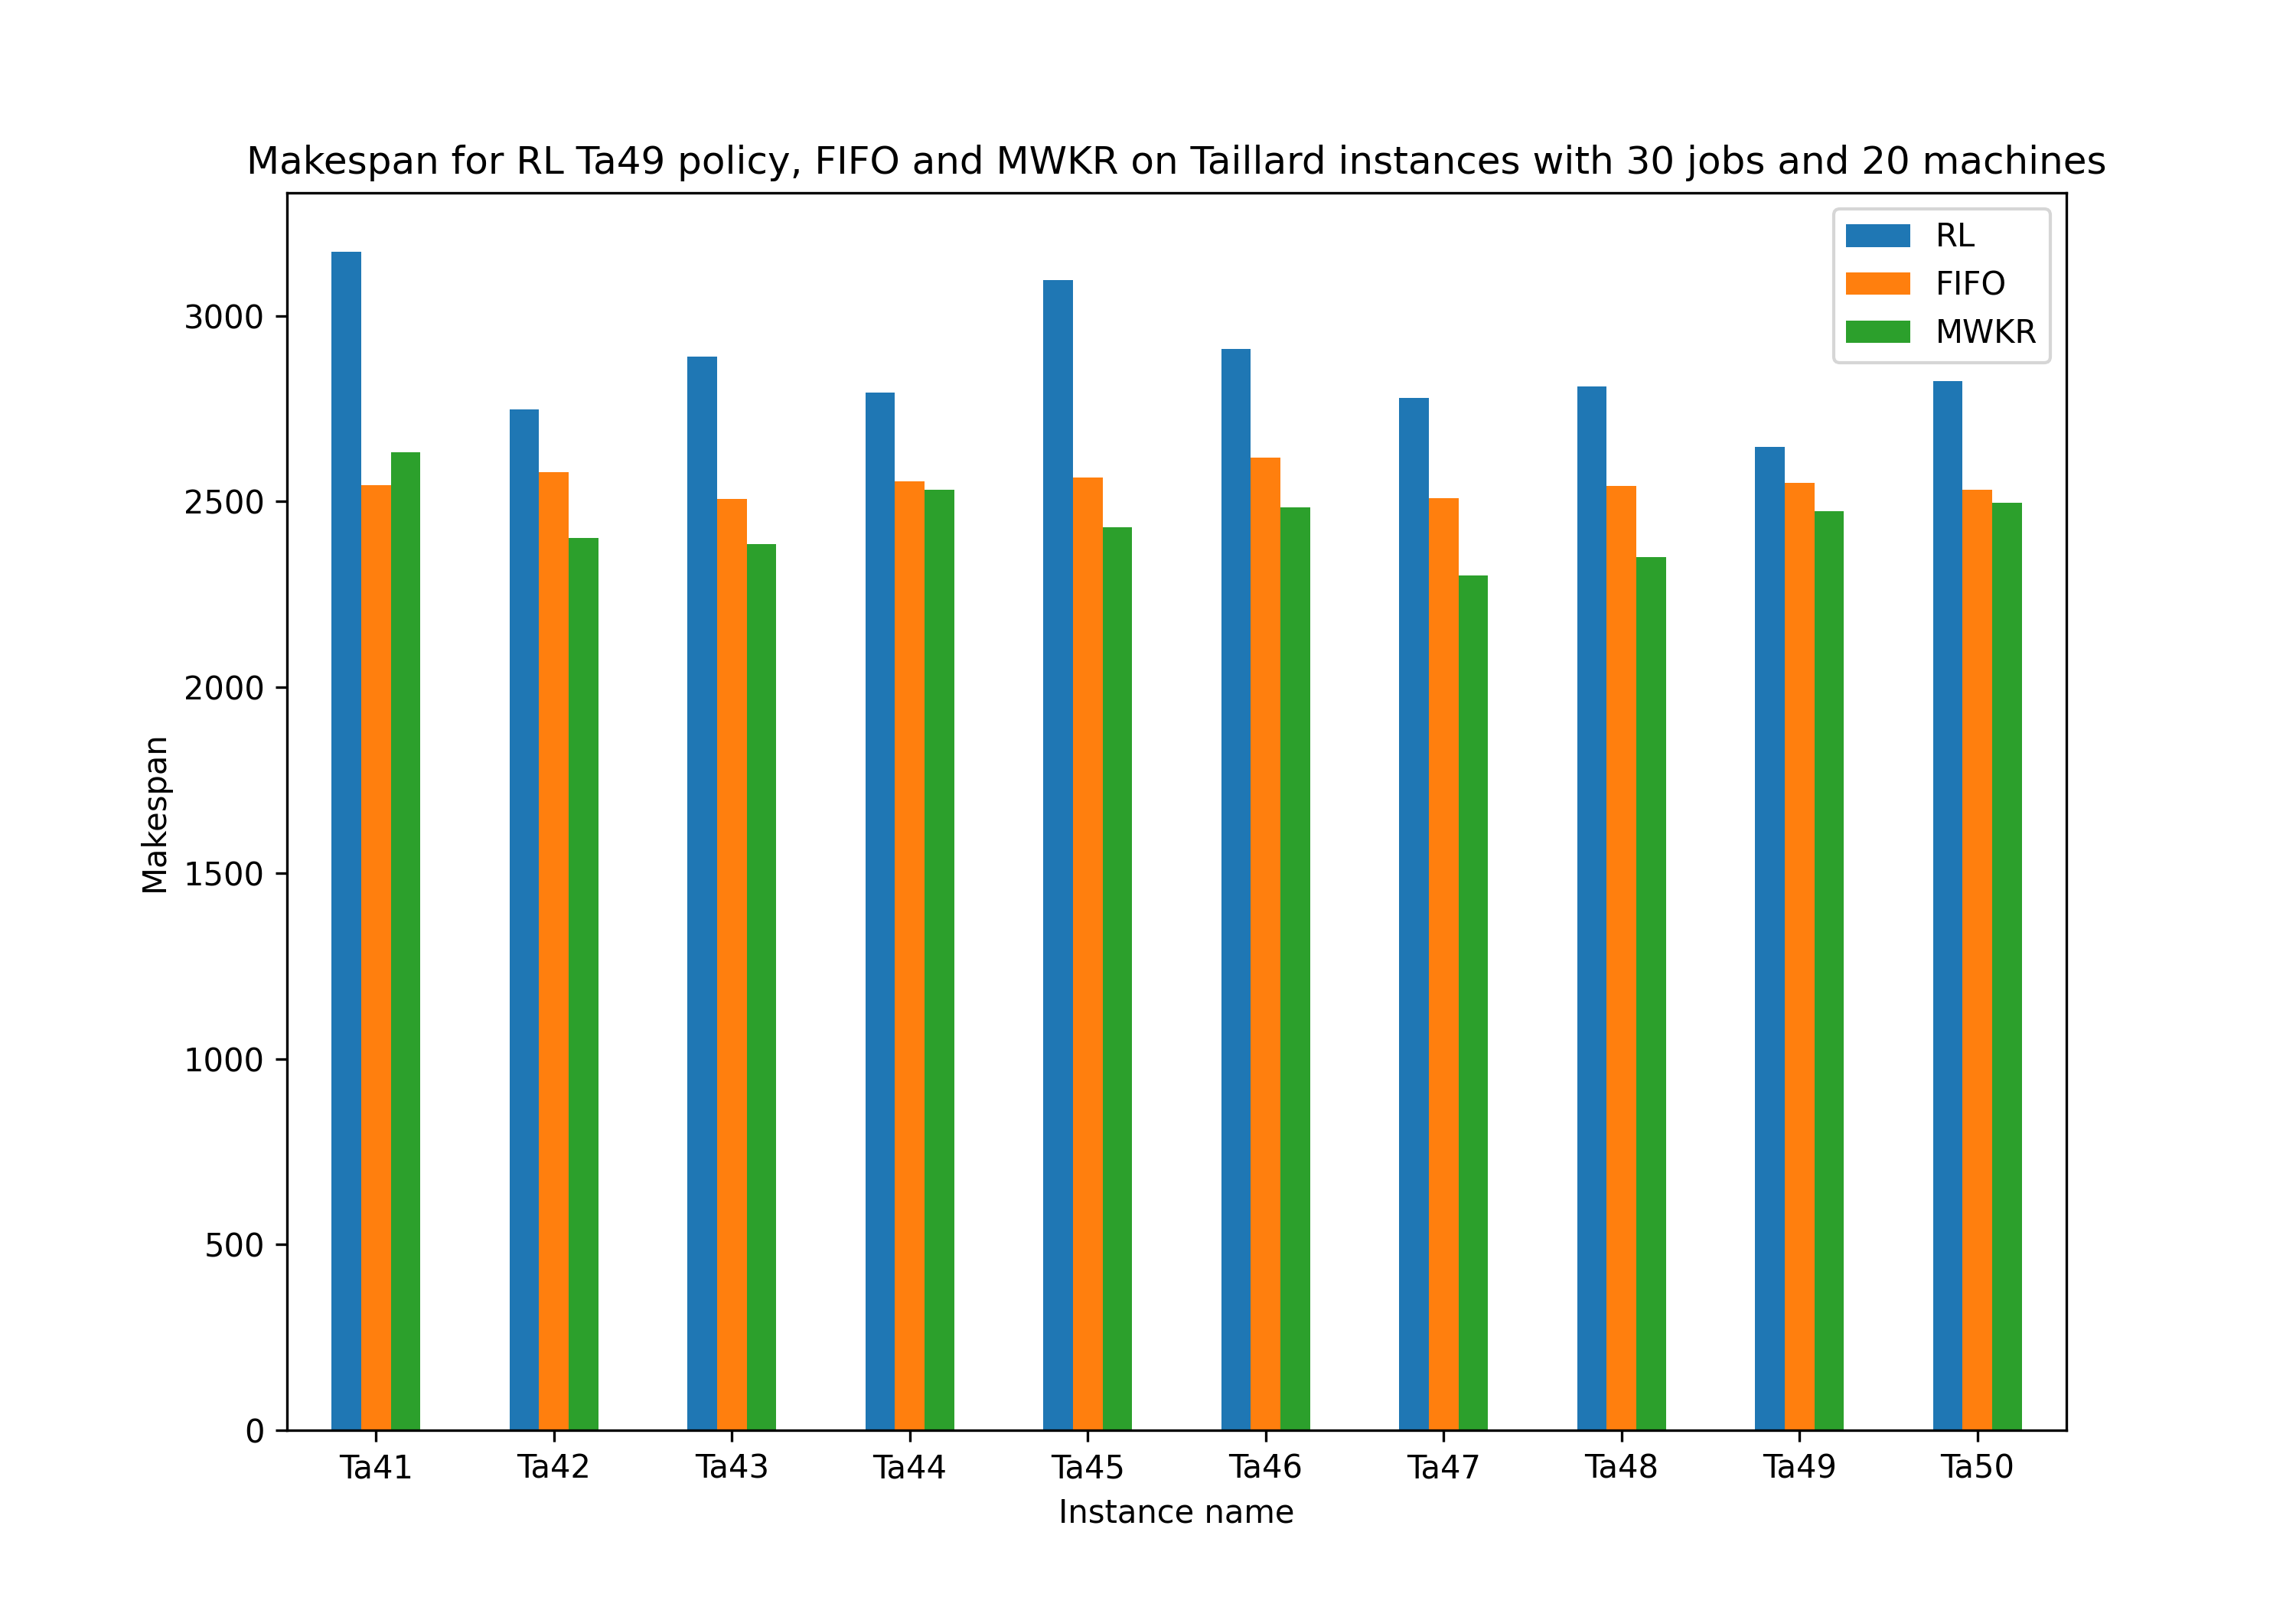 Makespan for RL Ta49 policy, FIFO and MWKR on Taillard instances with 30 jobs and 20 machines
RL
FIFO
MWKR
3000
2500
2000
1500
1000
500
0
Makespan
Ta41 Ta42 Ta43 Ta44 Ta45 Ta46 Ta47 Ta48 Ta49 Ta50
Instance name